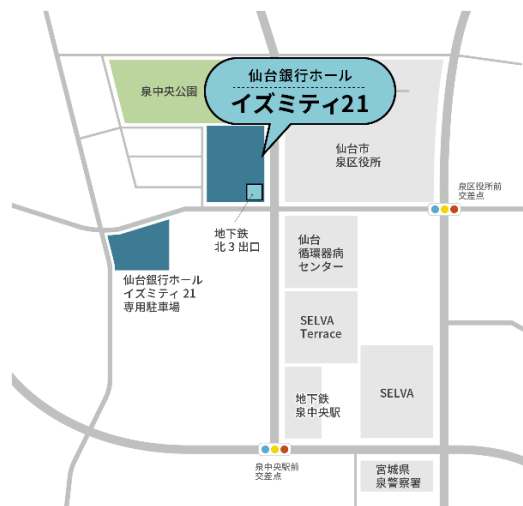 仙台銀行ホール
イズミティ21
泉中央公園
仙台市
泉区役所
泉区役所前
交差点
地下鉄
北3出口
仙台
循環器病
センター
仙台銀行ホール
イズミティ21
専用駐車場
SELVA
Terrace
地下鉄
泉中央駅
SELVA
泉中央駅前
交差点
宮城県
泉警察署